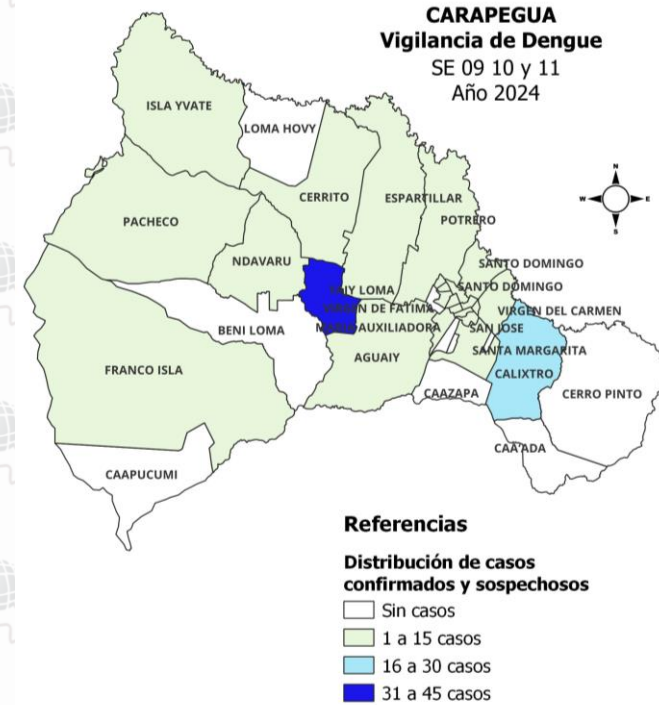 CARAPEGUA
Vigilancia de Dengue
SE 09 10 y 11
Año 2024
ISLA YVATE
LOMA HOVY
CERRITO
ESPARTILLAR
PACHECO
POTRERO
N
W
E
S
NDAVARU
SANTO DOMINGO
SANTO DOMINGO
LOMA
DE FATIMA
VIRGEN DEL CARMEN
BENI LOMA
AUXILIADORA
SAN JOSE
AGUAIY
SANTA MARGARITA
FRANCO ISLA
CALIXTRO
CAAZAPA
CERRO PINTO
CAA'ADA
CAAPUCUMI
Referencias
Distribución de casos
confirmados y sospechosos
Sin casos
1 a 15 casos
16 a 30 casos
31 a 45 casos